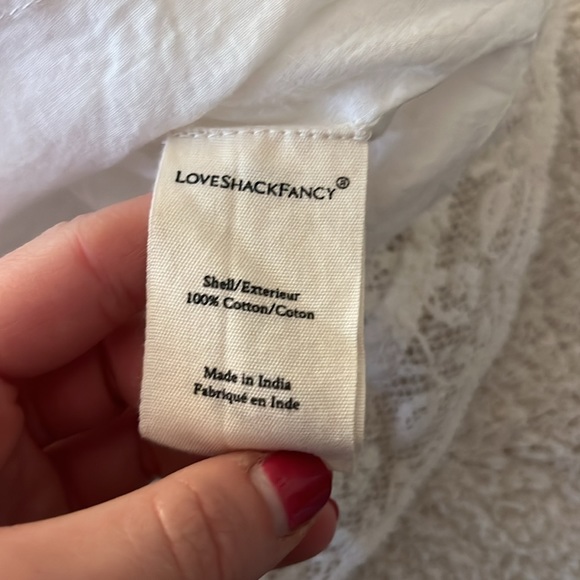 LOVESHACKFANCY®
Shell/Exterieur
100% Cotton/Coton
Made in India
Fabriqué en Inde